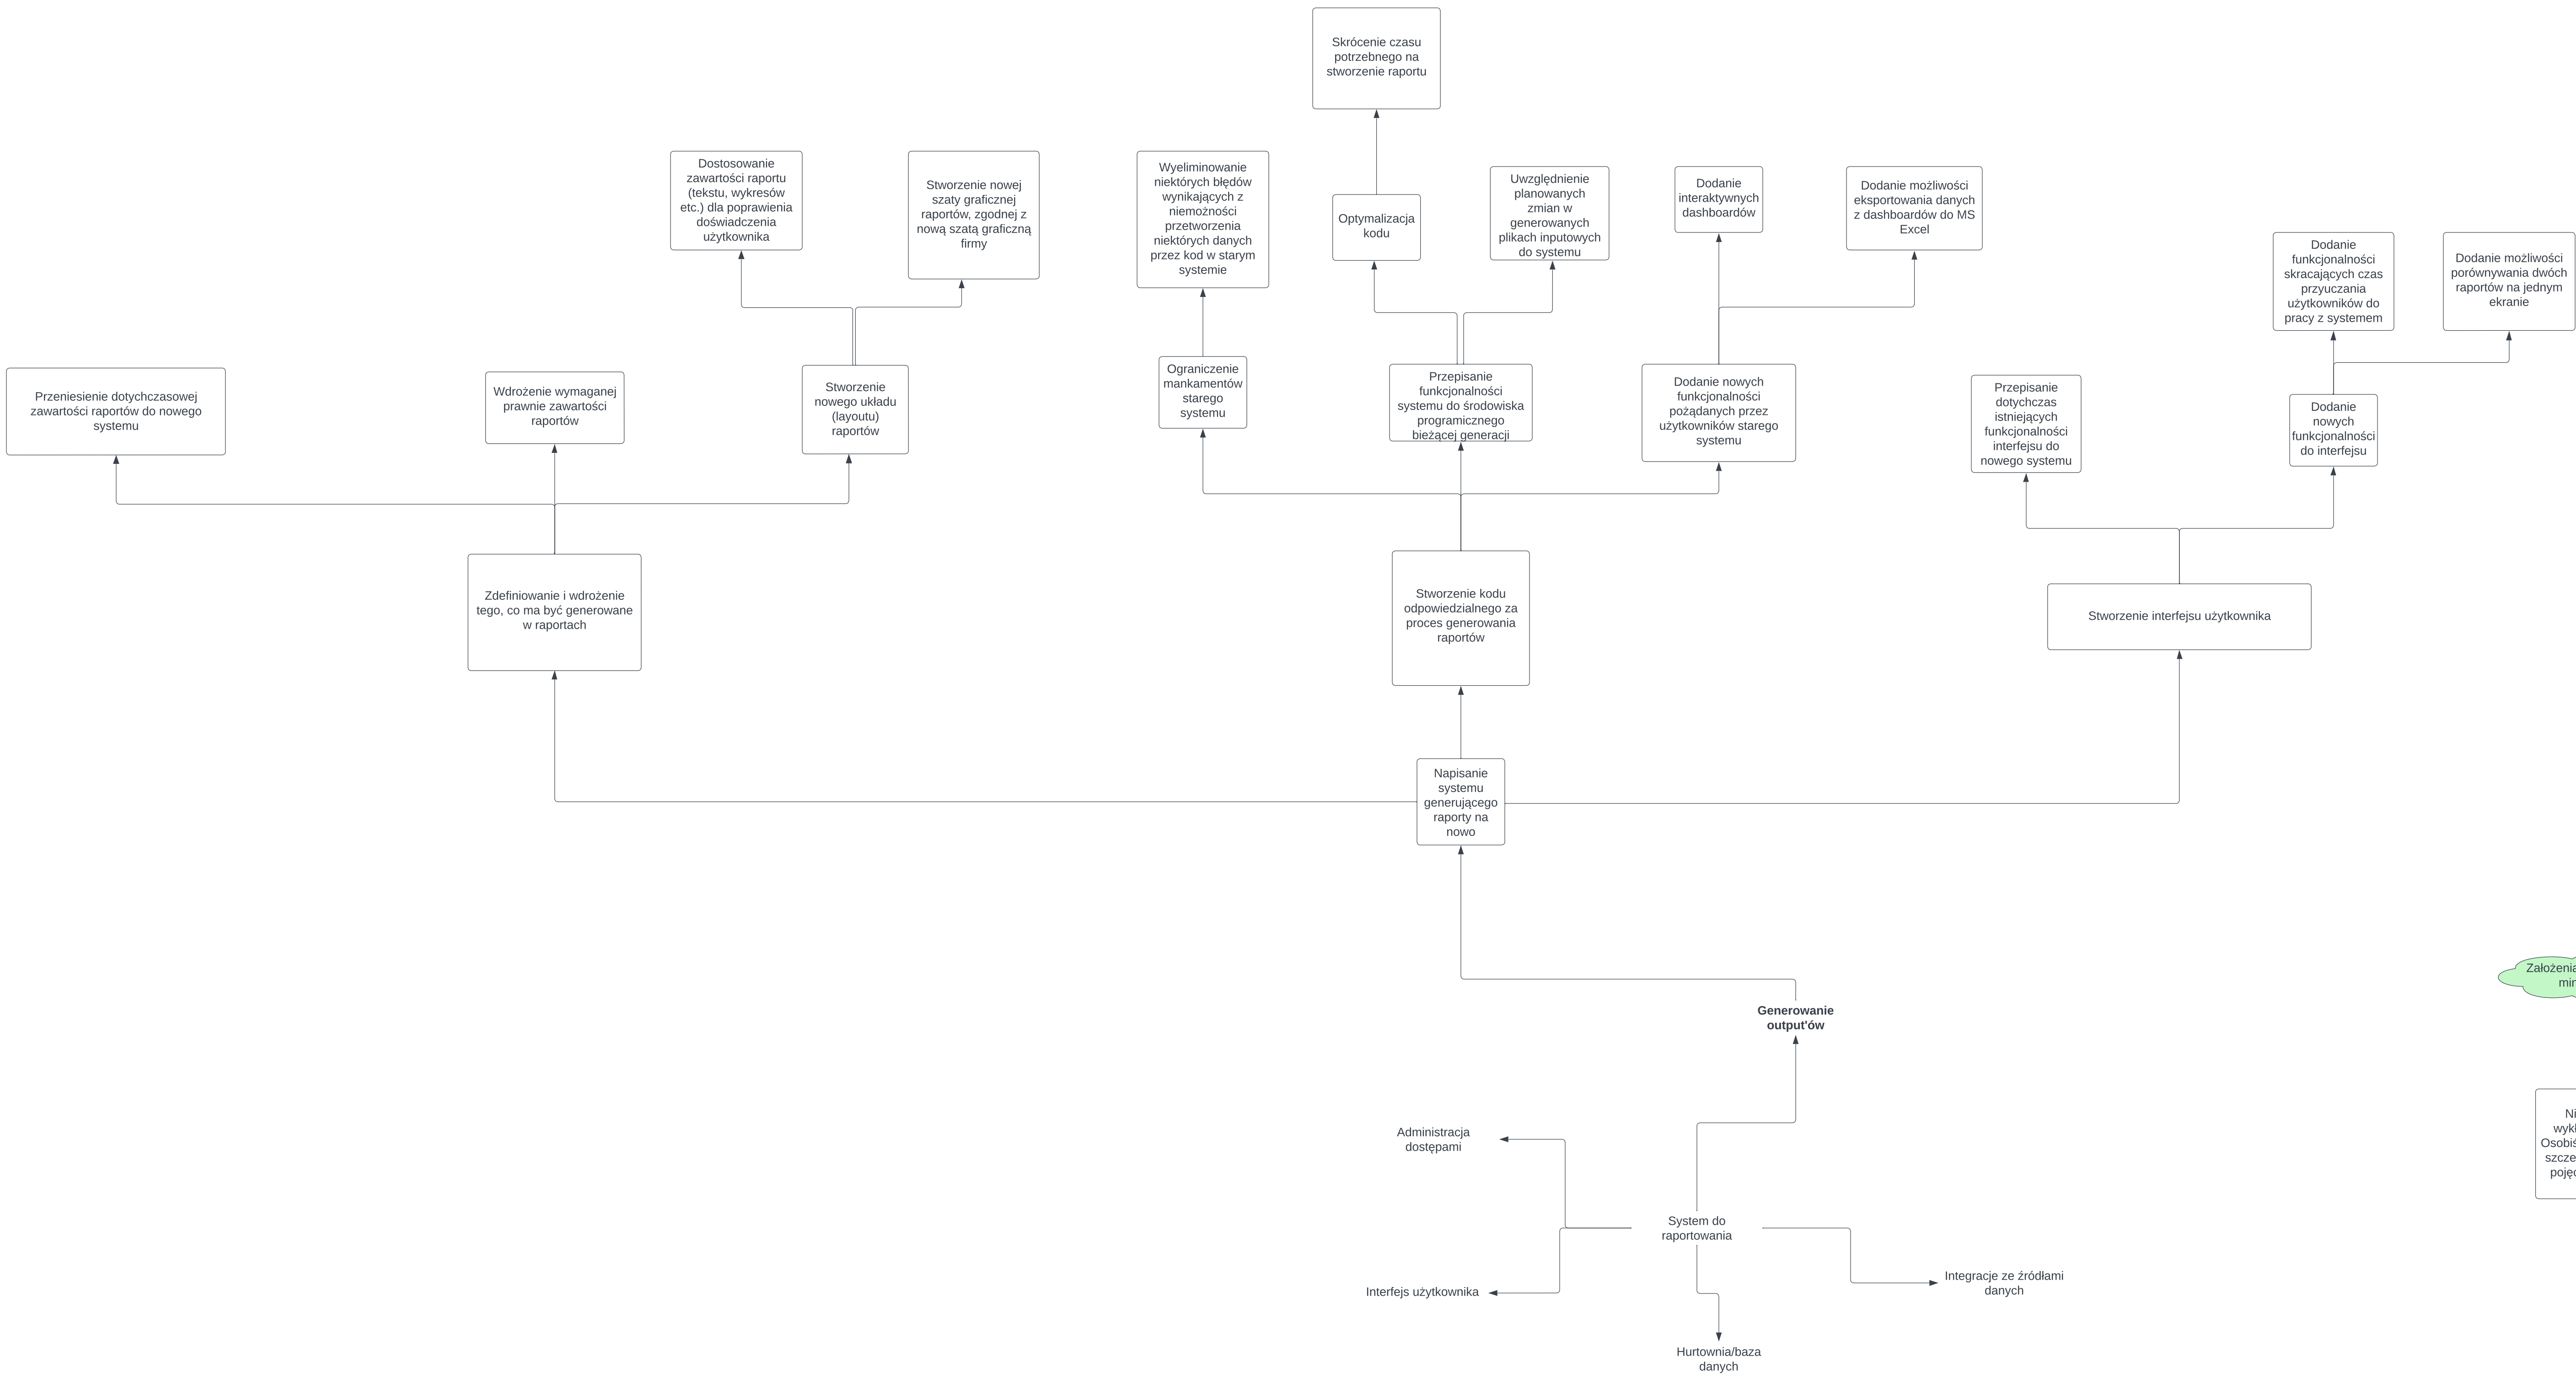 Skrócenie czasu
potrzebnego na
stworzenie raportu
Dostosowanie
zawartości raportu
(tekstu, wykresów
etc.) dla poprawienia
doświadczenia
użytkownika
Stworzenie nowej
szaty graficznej
raportów, zgodnej z
nową szatą graficzną
firmy
Wyeliminowanie
niektórych błędów
wynikających z
niemożności
przetworzenia
niektórych danych
przez kod w starym
systemie
Optymalizacja
kodu
Uwzględnienie
planowanych
zmian w
generowanych
plikach inputowych
do systemu
Dodanie
interaktywnych
dashboardów
Dodanie możliwości
eksportowania danych
z dashboardów do MS
Excel
Dodanie
funkcjonalności
skracających czas
przyuczania
użytkowników do
pracy z systemem
Dodanie możliwości
porównywania dwóch
raportów na jednym
ekranie
Przeniesienie dotychczasowej
zawartości raportów do nowego
systemu
Wdrożenie wymaganej
prawnie zawartości
raportów
Stworzenie
nowego układu
(layoutu)
raportów
Ograniczenie
mankamentów
starego
systemu
Przepisanie
funkcjonalności
systemu do środowiska
programicznego
bieżącej generacji
Dodanie nowych
funkcjonalności
pożądanych przez
użytkowników starego
systemu
Przepisanie
dotychczas
istniejących
funkcjonalności
interfejsu do
nowego systemu
Dodanie
nowych
funkcjonalności
do interfejsu
Zdefiniowanie i wdrożenie
tego, co ma być generowane
w raportach
Stworzenie kodu
odpowiedzialnego za
proces generowania
raportów
Stworzenie interfejsu użytkownika
Napisanie
systemu
generującego
raporty na
nowo
Założenia
min
Generowanie
output'ów
Ni
wykl
Osobiś
szcze
poję
Administracja
dostępami
System do
raportowania
Interfejs użytkownika
Integracje ze źródłami
danych
Hurtownia/baza
danych